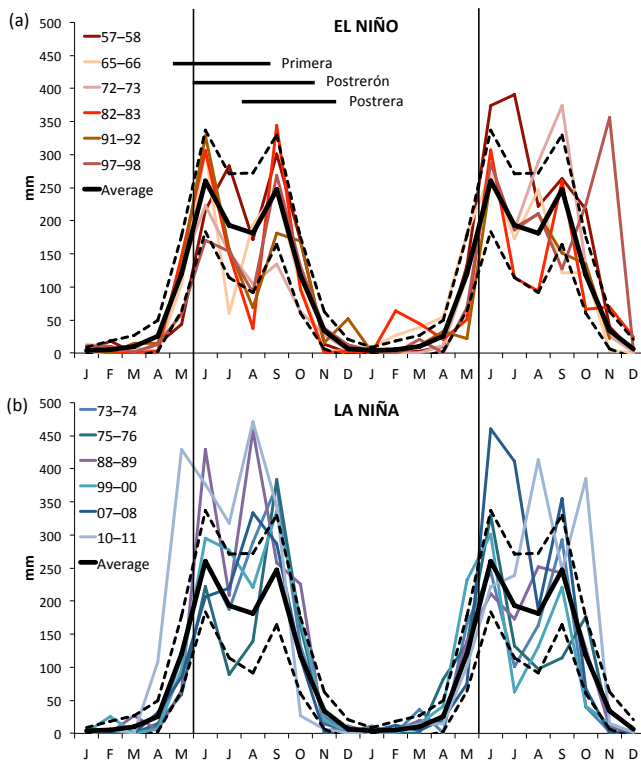 (a)
EL NIÑO
500
450
400
350
300
250
200
150
100
50
0
mm
57–58
65–66
72–73
82–83
91–92
97–98
Average
Primera
Postrerón
Postrera
J F M A M J J A S O N D J F M A M J J A S O N D
(b)
LA NIÑA
500
450
400
350
300
250
200
150
100
50
0
mm
73–74
75–76
88–89
99–00
07–08
10–11
Average
J F M A M J J A S O N D J F M A M J J A S O N D